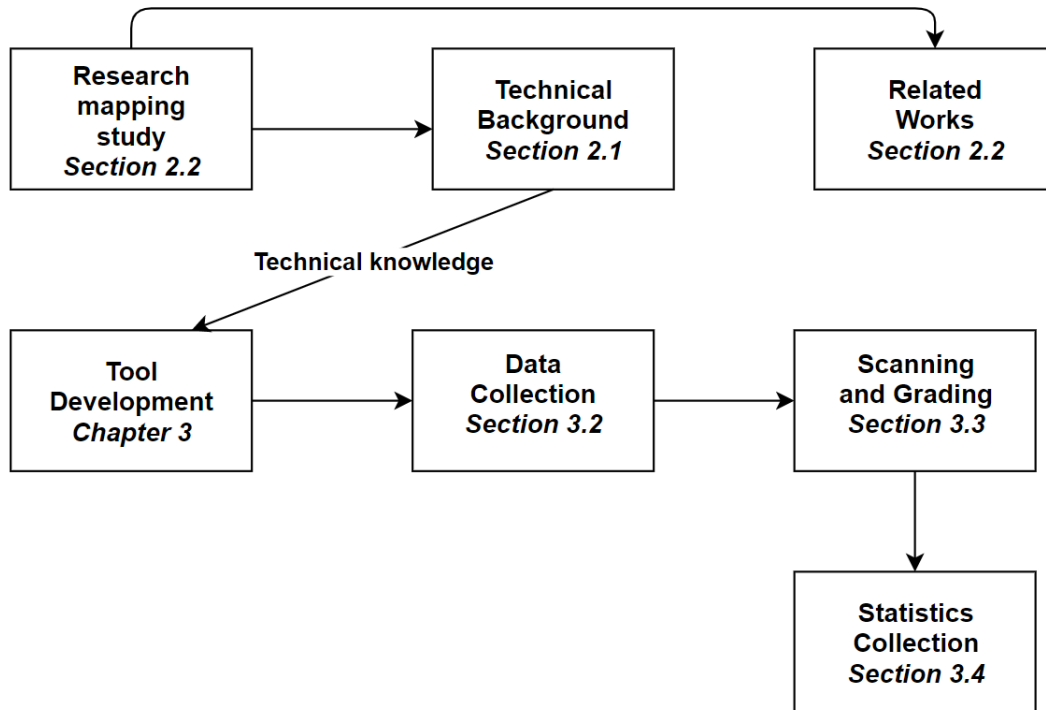 Research
mapping
study
Section 2.2
Technical
Background
Section 2.1
Related
Works
Section 2.2
Technical knowledge
Tool
Development
Chapter 3
Data
Collection
Section 3.2
Scanning
and Grading
Section 3.3
Statistics
Collection
Section 3.4